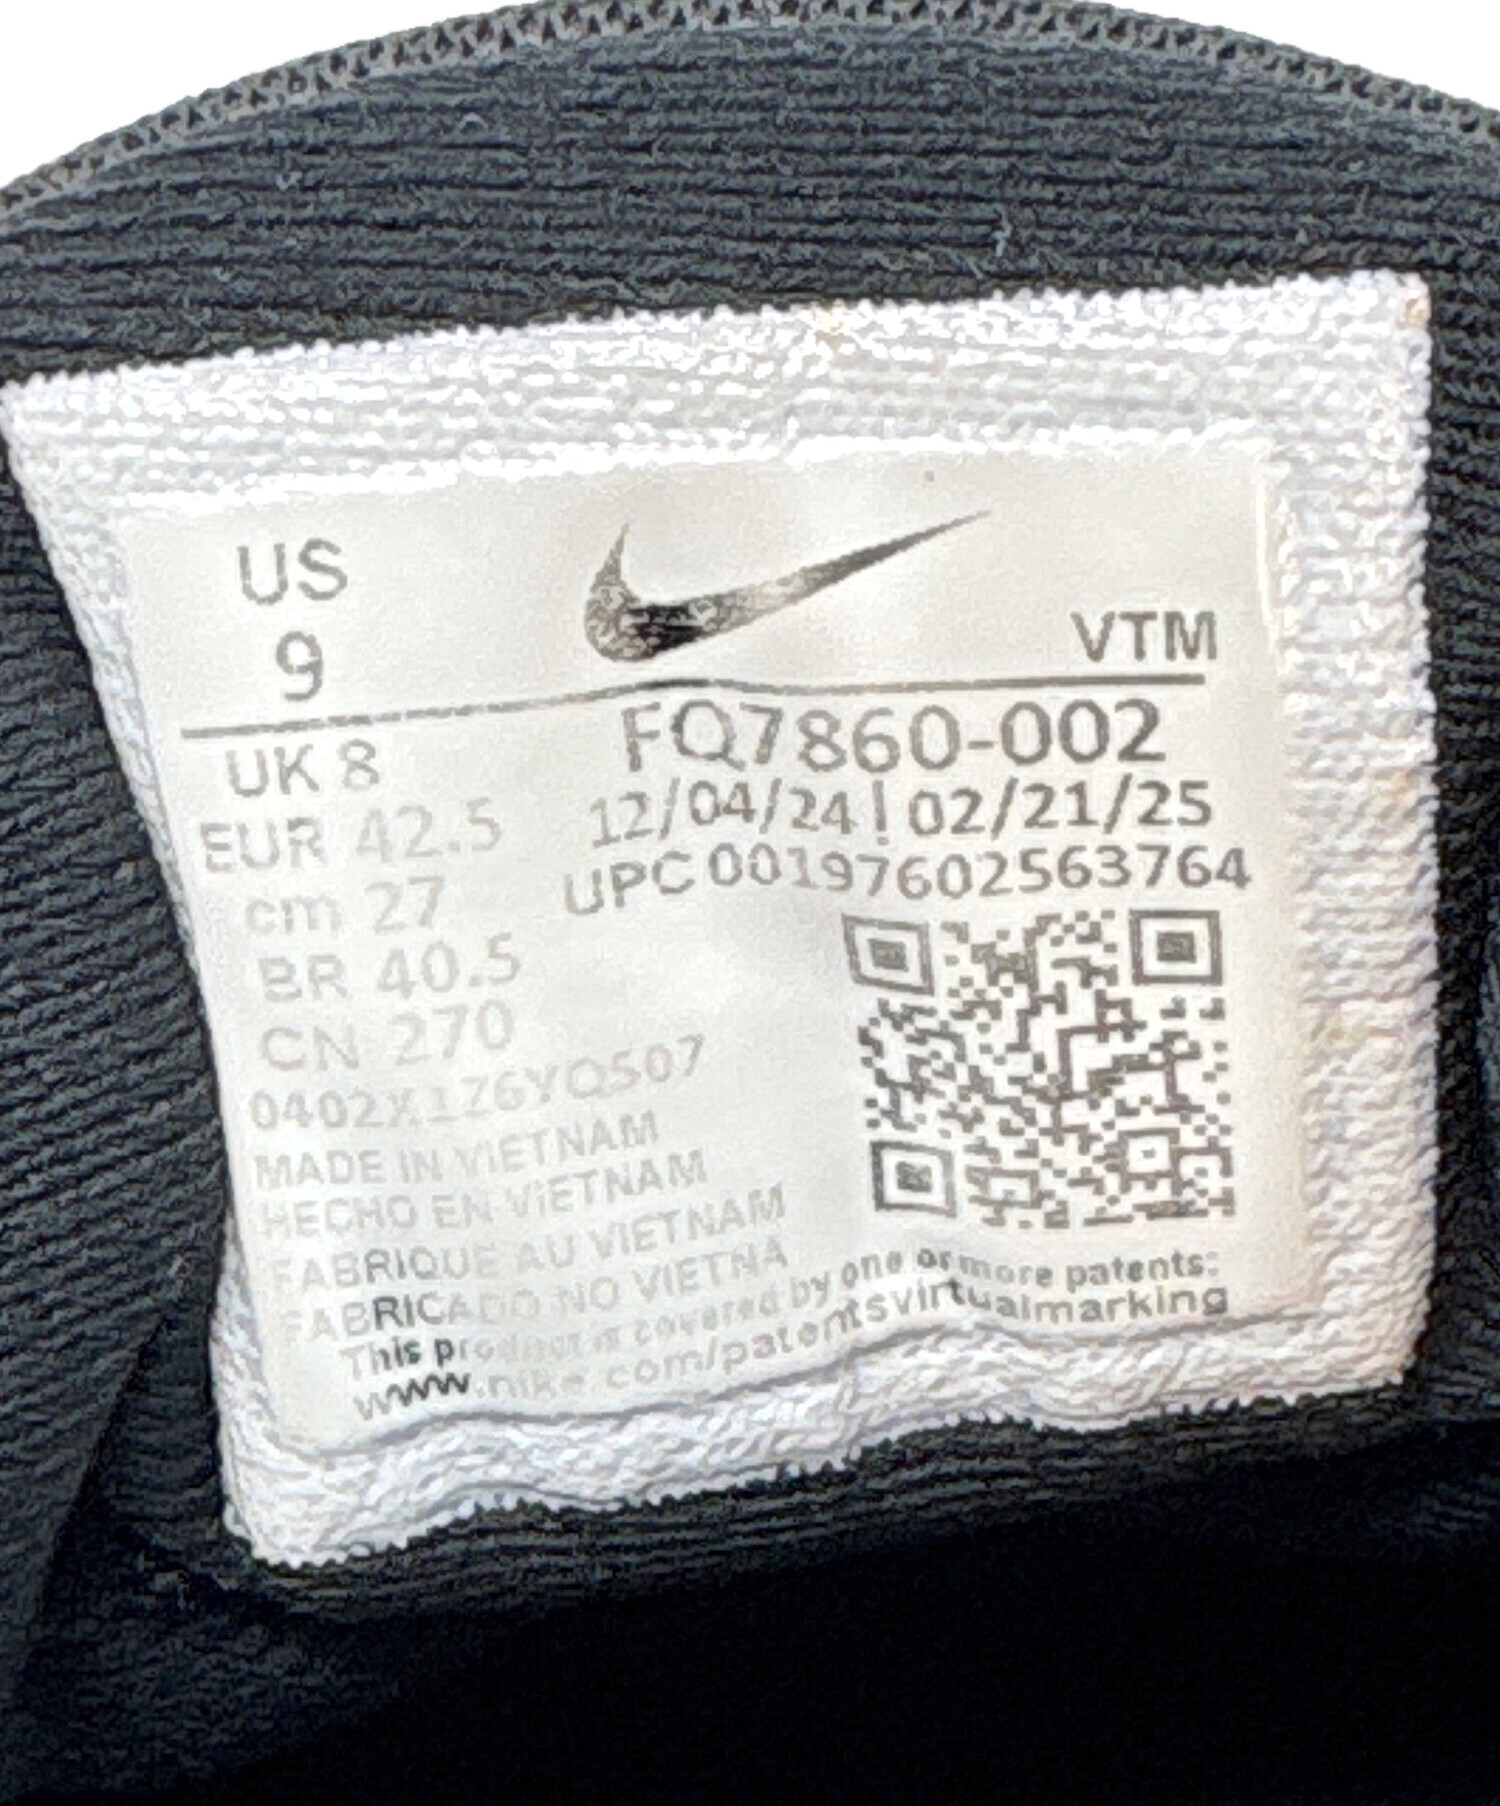 US
9
VTM
UK 8
FQ7860-002
EUR 42.5
12/04/24 | 02/21/25
cm 27
UPC 00197602563764
BR 40.5
CN 270
0402X1Z6YQS07
MADE IN VIETNAM
HECHO EN VIETNAM
FABRIQUE AU VIETNAM
FABRICADO NO VIETNA
This product is covered by one or more patents:
www.nike.com/patentsvirtualmarking